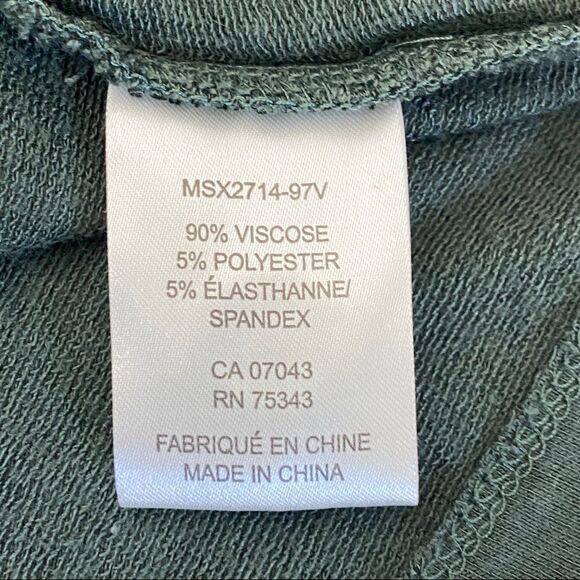 MSX2714-97V
90% VISCOSE
5% POLYESTER
5% ÉLASTHANNE/
SPANDEX
CA 07043
RN 75343
FABRIQUÉ EN CHINE
MADE IN CHINA